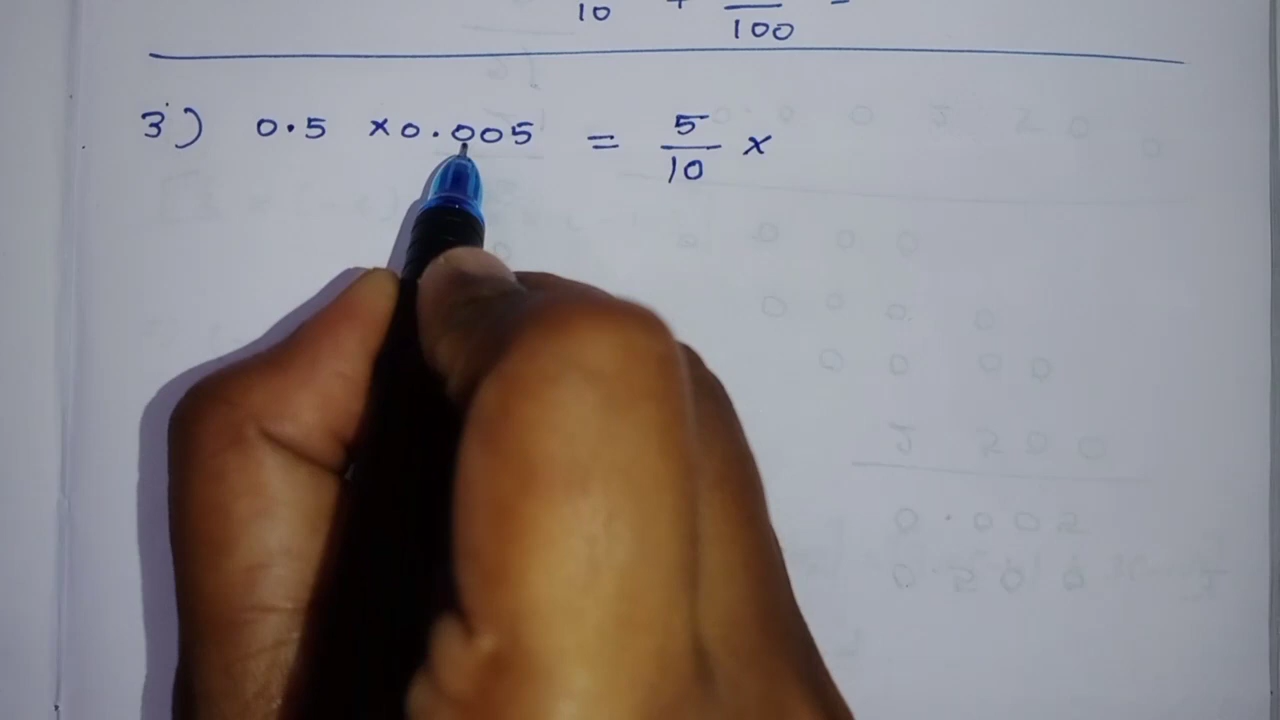 10 + 100 =
3) 0.5 × 0.005 = 5/10 ×